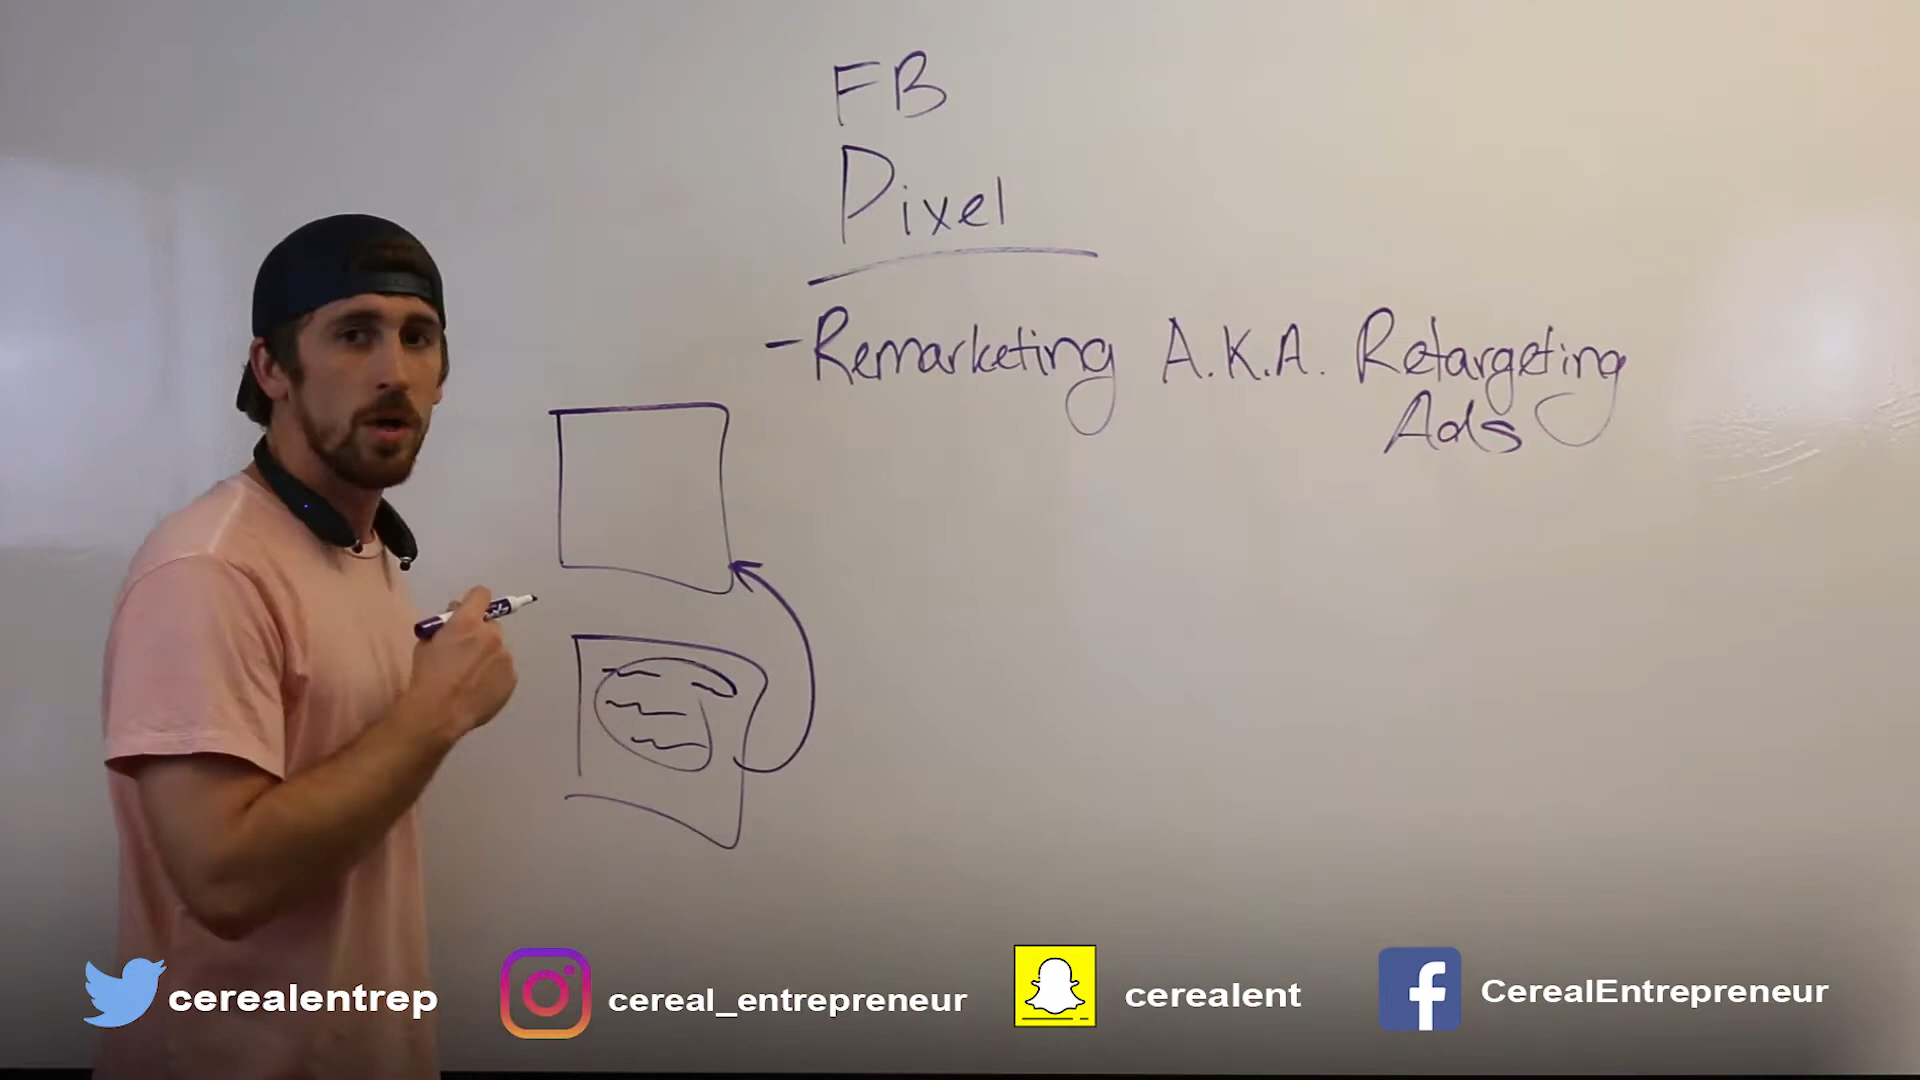 FB
Pixel
- Remarketing A.K.A. Retargeting
Ads
cerealentrep
cereal_entrepreneur
cerealent
CerealEntrepreneur